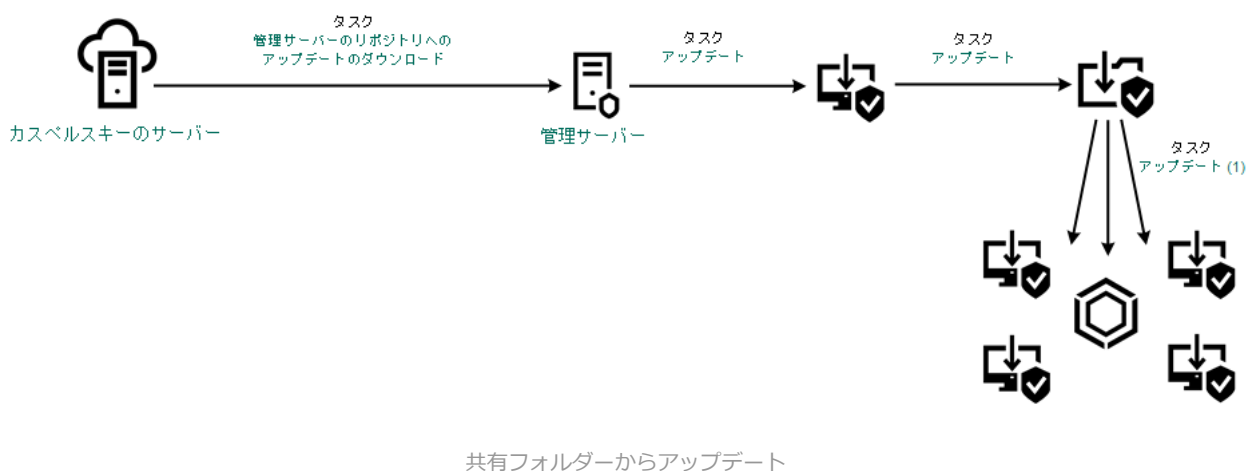 タスク
管理サーバーのリポジトリへの
アップデートのダウンロード
タスク
アップデート
タスク
アップデート
カスペルスキーのサーバー
管理サーバー
タスク
アップデート (1)
共有フォルダーからアップデート